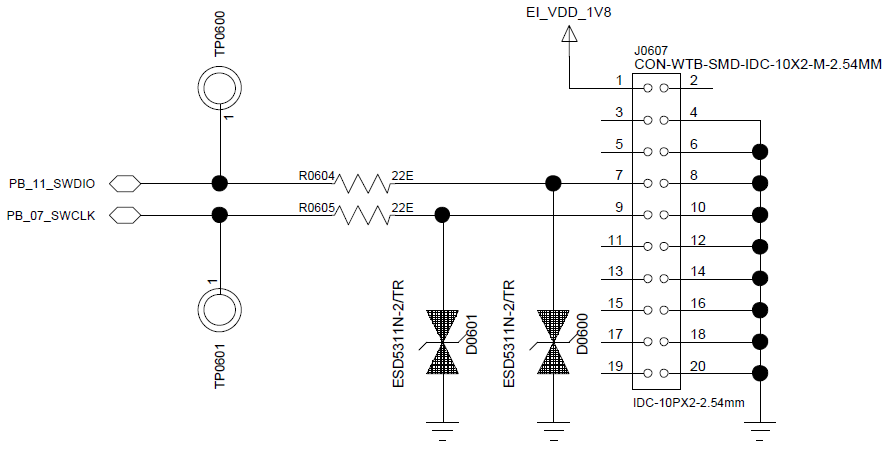 EI_VDD_1V8
TP0600
J0607
CON-WTB-SMD-IDC-10X2-M-2.54MM
1 2
1
3 4
5 6
PB_11_SWDIO R0604 22E 7 8
PB_07_SWCLK R0605 22E 9 10
11 12
1
13 14
15 16
TP0601
ESD5311N-2/TR
D0601
ESD5311N-2/TR
D0600
17 18
19 20
IDC-10PX2-2.54mm